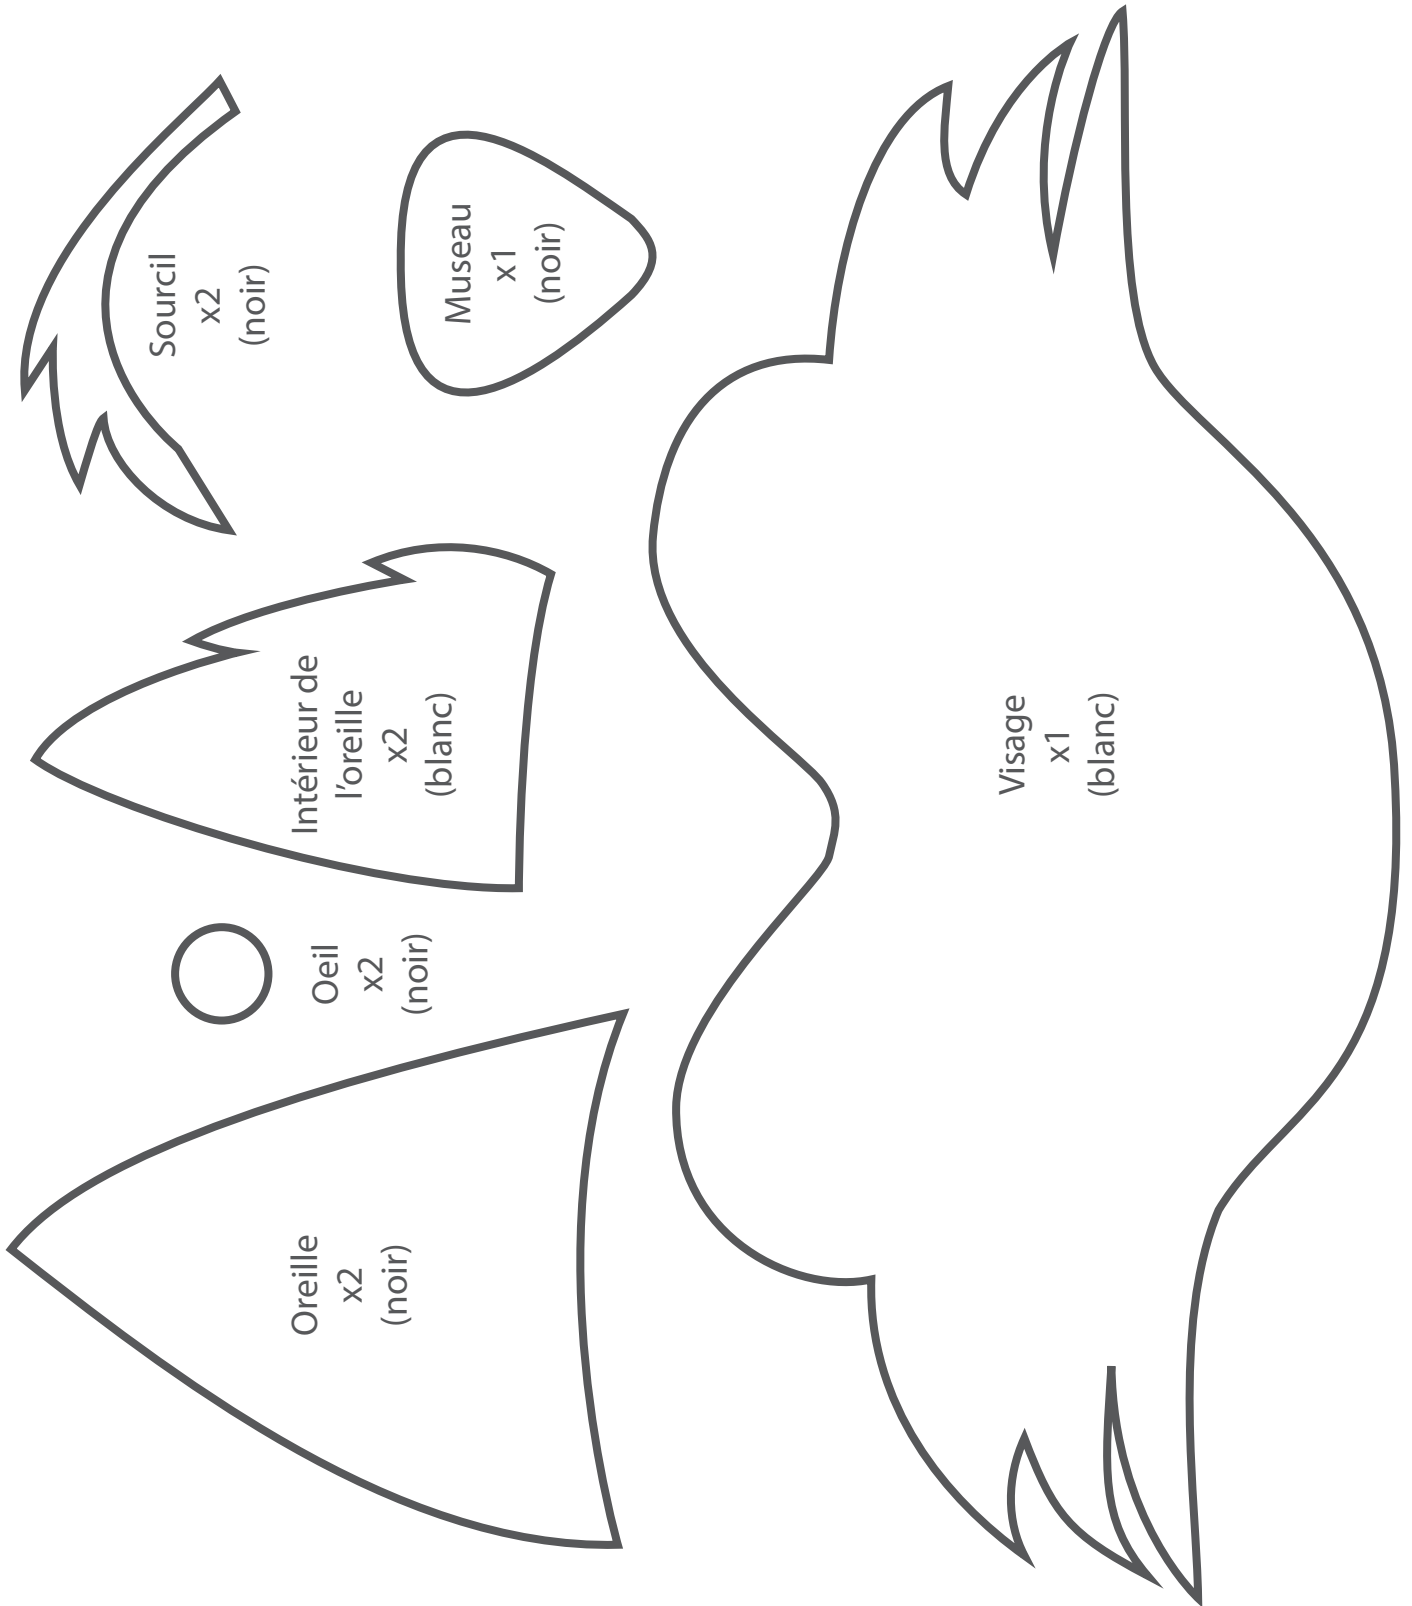 Sourcil
x2
(noir)
Museau
x1
(noir)
Intérieur de
l'oreille
x2
(blanc)
Oeil
x2
(noir)
Oreille
x2
(noir)
Visage
x1
(blanc)